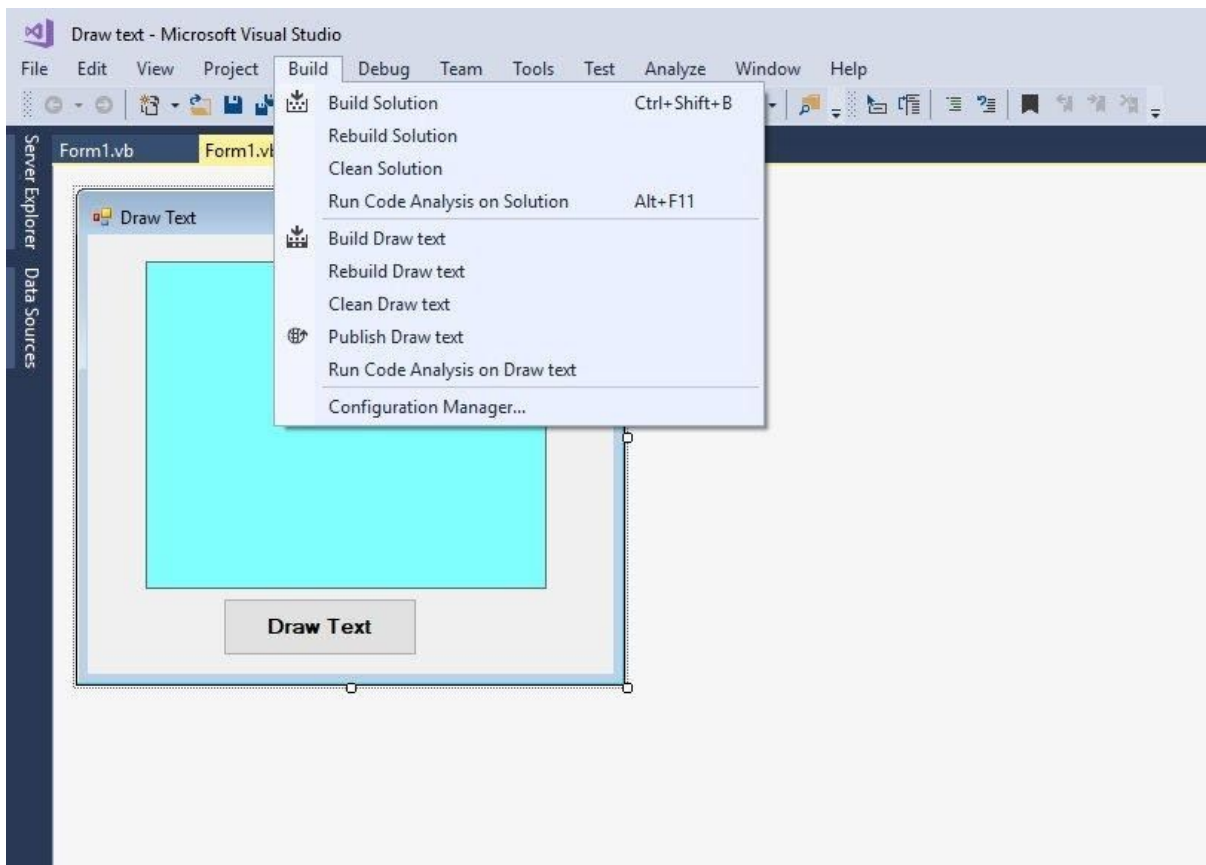 Draw text - Microsoft Visual Studio
File Edit View Project Build Debug Team Tools Test Analyze Window Help
Build Solution Ctrl+Shift+B
Rebuild Solution
Clean Solution
Run Code Analysis on Solution Alt+F11
Build Draw text
Rebuild Draw text
Clean Draw text
Publish Draw text
Run Code Analysis on Draw text
Configuration Manager...
Server Explorer
Data Sources
Form1.vb Form1.vb
Draw Text
Draw Text